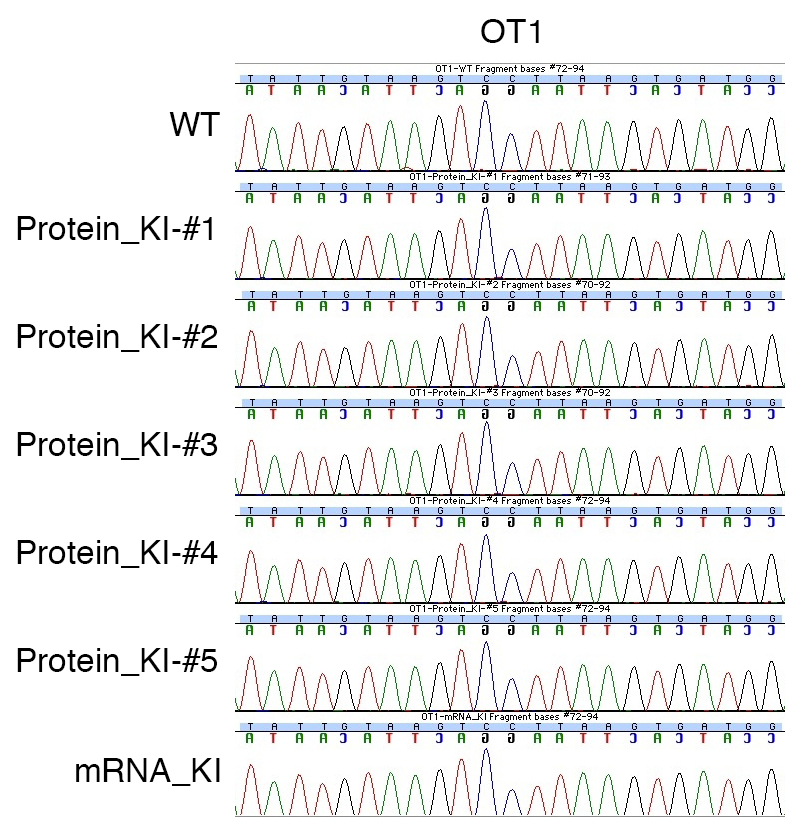 OT1
WT
OT1-WT Fragment bases #72-94
T A T T G T A A G T C C T T A A G T G A T G G
A T A A C A T T C A G G A A T T C A C T A C C
Protein_KI-#1
OT1-Protein_KI-#1 Fragment bases #71-93
T A T T G T A A G T C C T T A A G T G A T G G
A T A A C A T T C A G G A A T T C A C T A C C
Protein_KI-#2
OT1-Protein_KI-#2 Fragment bases #70-92
T A T T G T A A G T C C T T A A G T G A T G G
A T A A C A T T C A G G A A T T C A C T A C C
Protein_KI-#3
OT1-Protein_KI-#3 Fragment bases #70-92
T A T T G T A A G T C C T T A A G T G A T G G
A T A A C A T T C A G G A A T T C A C T A C C
Protein_KI-#4
OT1-Protein_KI-#4 Fragment bases #72-94
T A T T G T A A G T C C T T A A G T G A T G G
A T A A C A T T C A G G A A T T C A C T A C C
Protein_KI-#5
OT1-Protein_KI-#5 Fragment bases #72-94
T A T T G T A A G T C C T T A A G T G A T G G
A T A A C A T T C A G G A A T T C A C T A C C
mRNA_KI
OT1-mRNA_KI Fragment bases #72-94
T A T T G T A A G T C C T T A A G T G A T G G
A T A A C A T T C A G G A A T T C A C T A C C